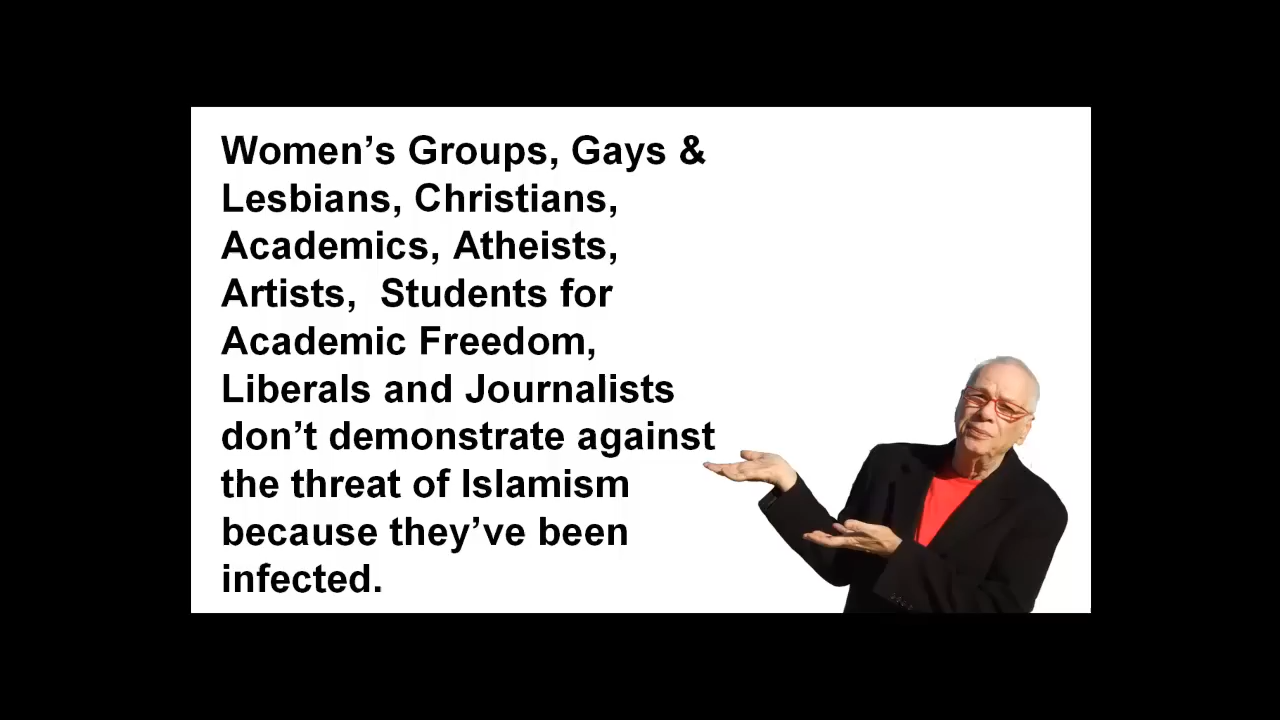 Women’s Groups, Gays &
Lesbians, Christians,
Academics, Atheists,
Artists,  Students for
Academic Freedom,
Liberals and Journalists
don’t demonstrate against
the threat of Islamism
because they’ve been
infected.